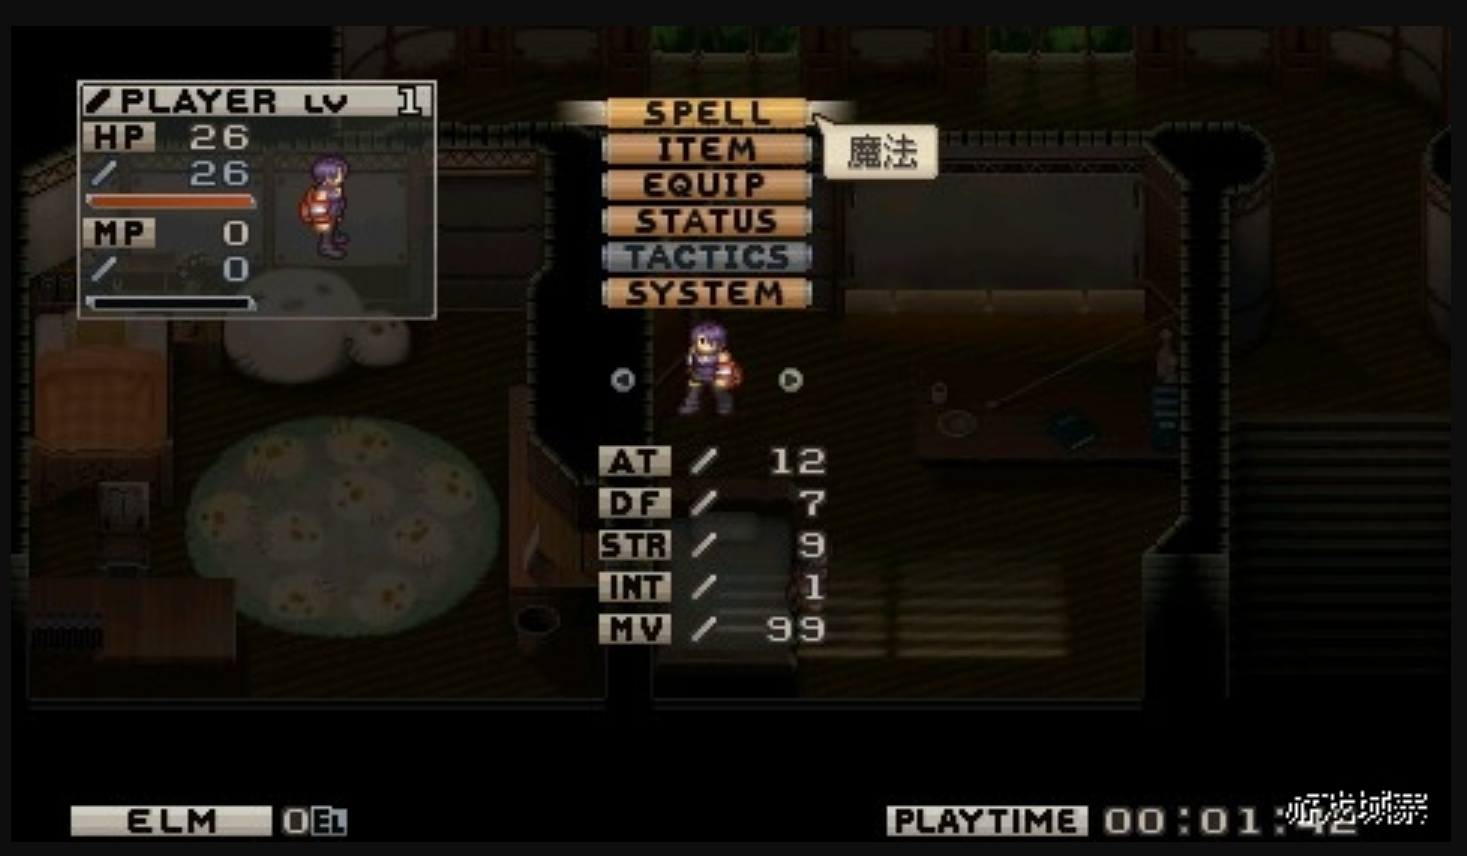 PLAYER LV 1
HP 26
/ 26
MP 0
/ 0
SPELL
魔法
ITEM
EQUIP
STATUS
TACTICS
SYSTEM
AT / 12
DF / 7
STR / 9
INT / 1
MV / 99
ELM 0EL
PLAYTIME 00:01:42